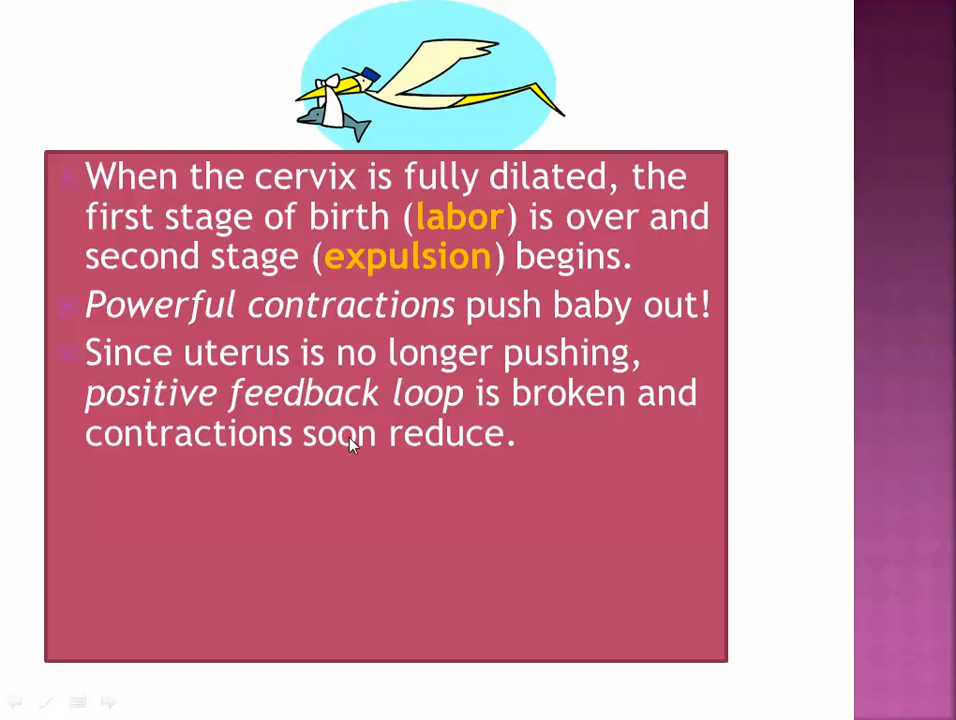 When the cervix is fully dilated, the
first stage of birth (labor) is over and
second stage (expulsion) begins.
Powerful contractions push baby out!
Since uterus is no longer pushing,
positive feedback loop is broken and
contractions soon reduce.